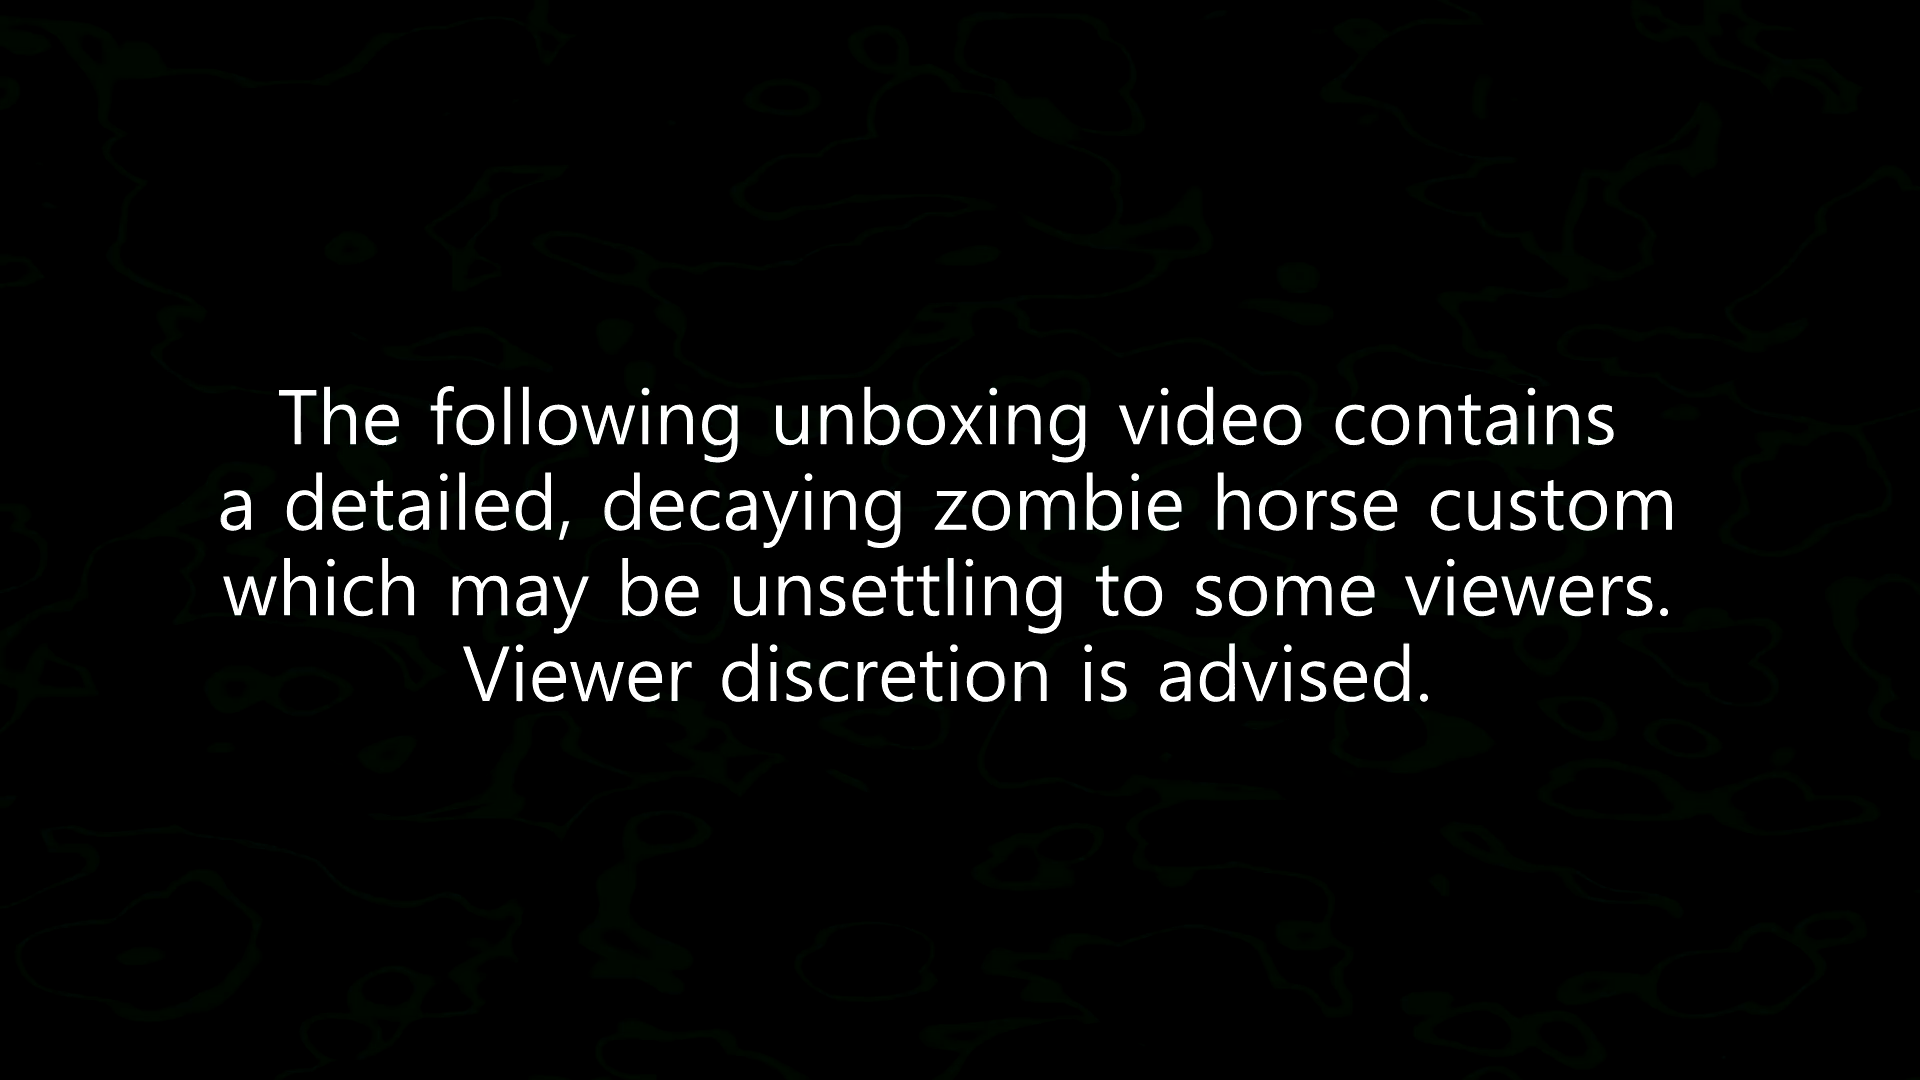 The following unboxing video contains
a detailed, decaying zombie horse custom
which may be unsettling to some viewers.
Viewer discretion is advised.